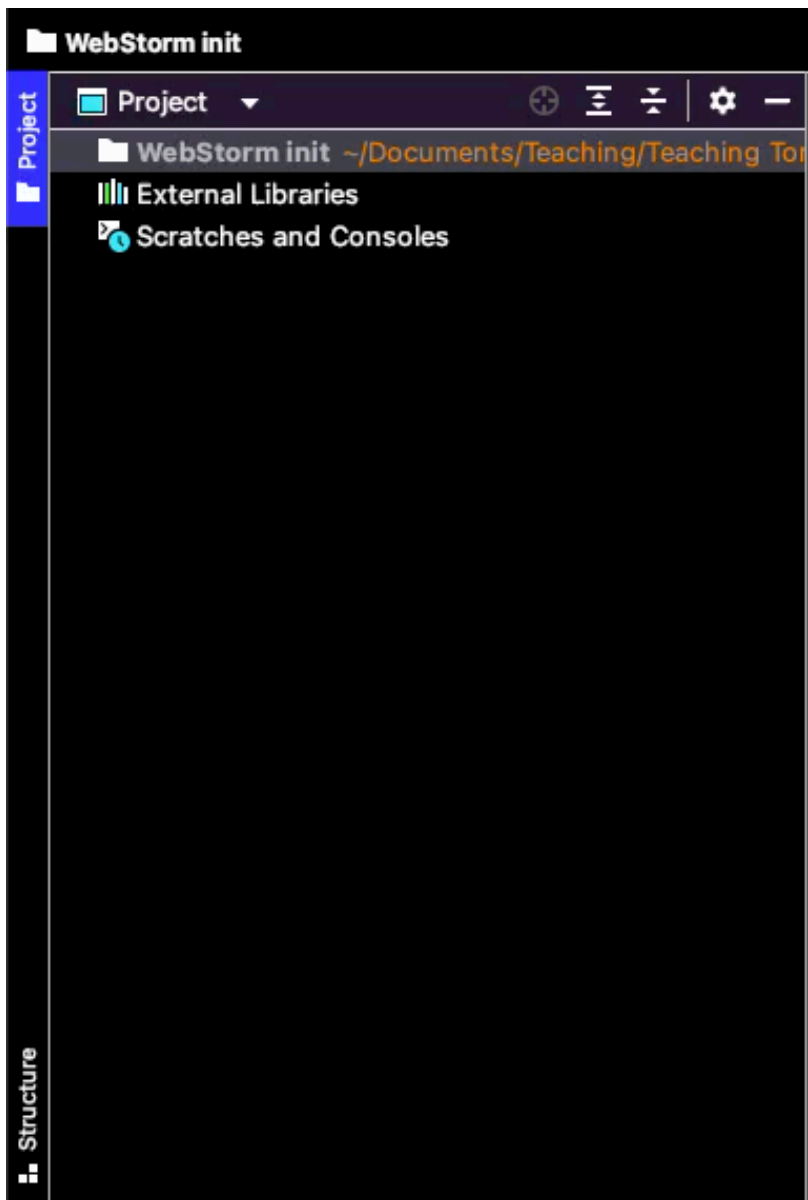 WebStorm init
Project
Project
WebStorm init ~/Documents/Teaching/Teaching
External Libraries
Scratches and Consoles
Structure